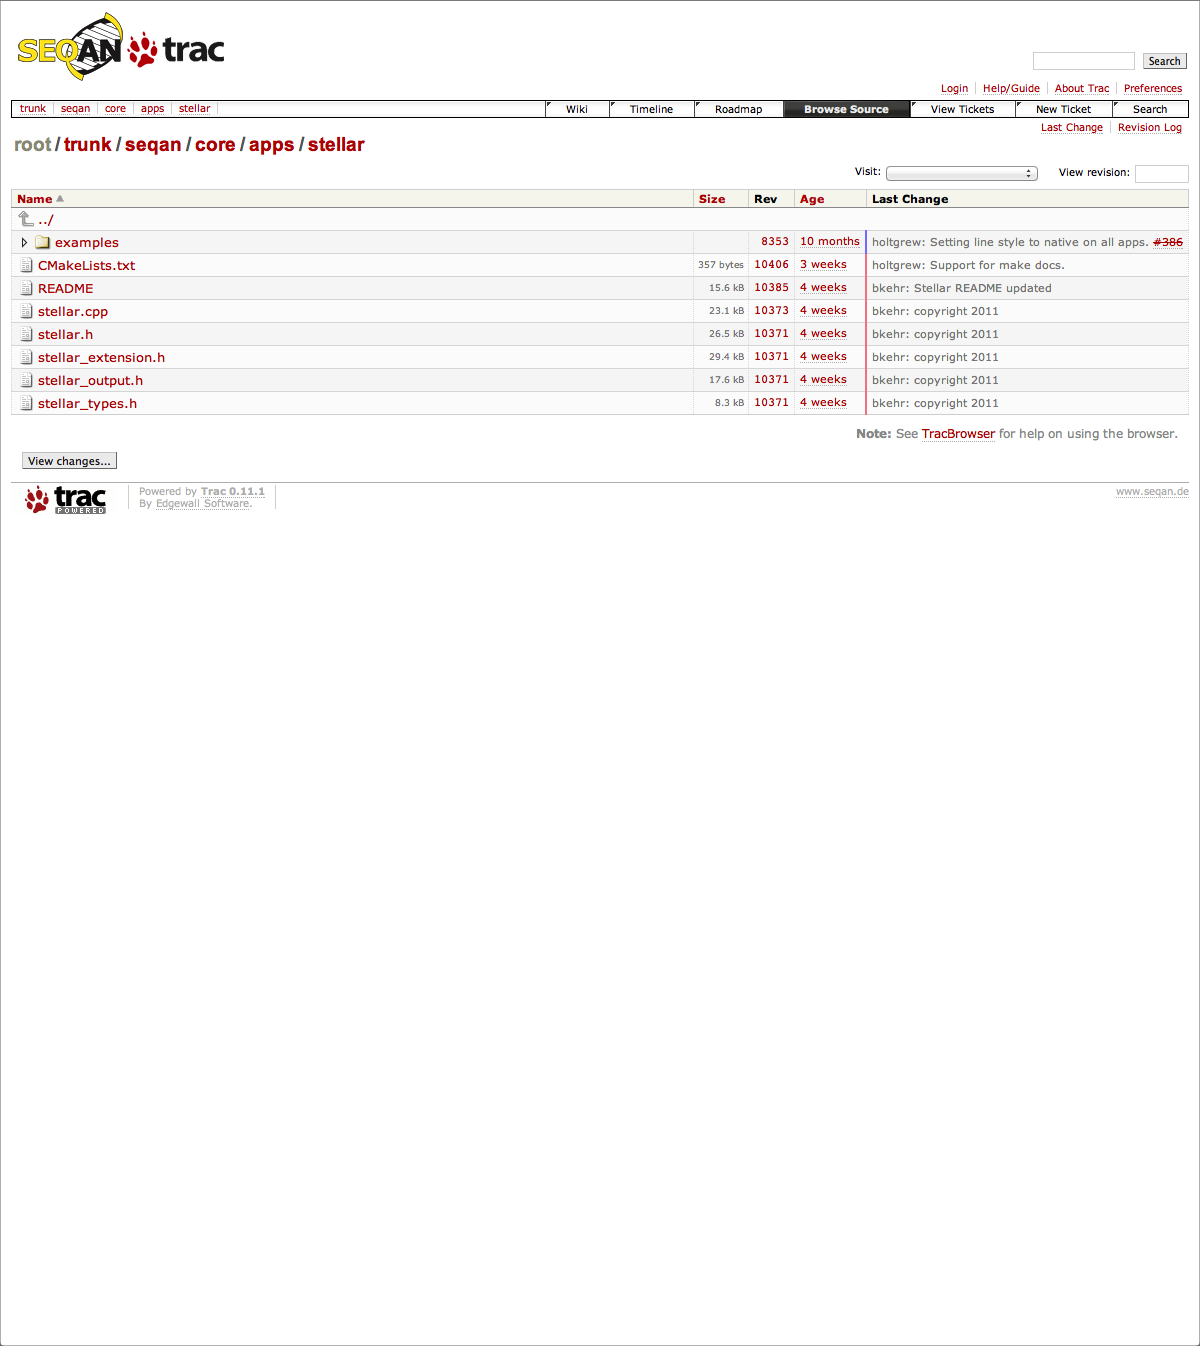 SEQAN trac
Search
Login Help/Guide About Trac Preferences
trunk seqan core apps stellar Wiki Timeline Roadmap Browse Source View Tickets New Ticket Search
Last Change Revision Log
root / trunk / seqan / core / apps / stellar
Visit: View revision:
Name Size Rev Age Last Change
../
examples 8353 10 months holtgrew: Setting line style to native on all apps. #386
CMakeLists.txt 357 bytes 10406 3 weeks holtgrew: Support for make docs.
README 15.6 kB 10385 4 weeks bkehr: Stellar README updated
stellar.cpp 23.1 kB 10373 4 weeks bkehr: copyright 2011
stellar.h 26.5 kB 10371 4 weeks bkehr: copyright 2011
stellar_extension.h 29.4 kB 10371 4 weeks bkehr: copyright 2011
stellar_output.h 17.6 kB 10371 4 weeks bkehr: copyright 2011
stellar_types.h 8.3 kB 10371 4 weeks bkehr: copyright 2011
Note: See TracBrowser for help on using the browser.
View changes...
trac POWERED
Powered by Trac 0.11.1
By Edgewall Software.
www.seqan.de